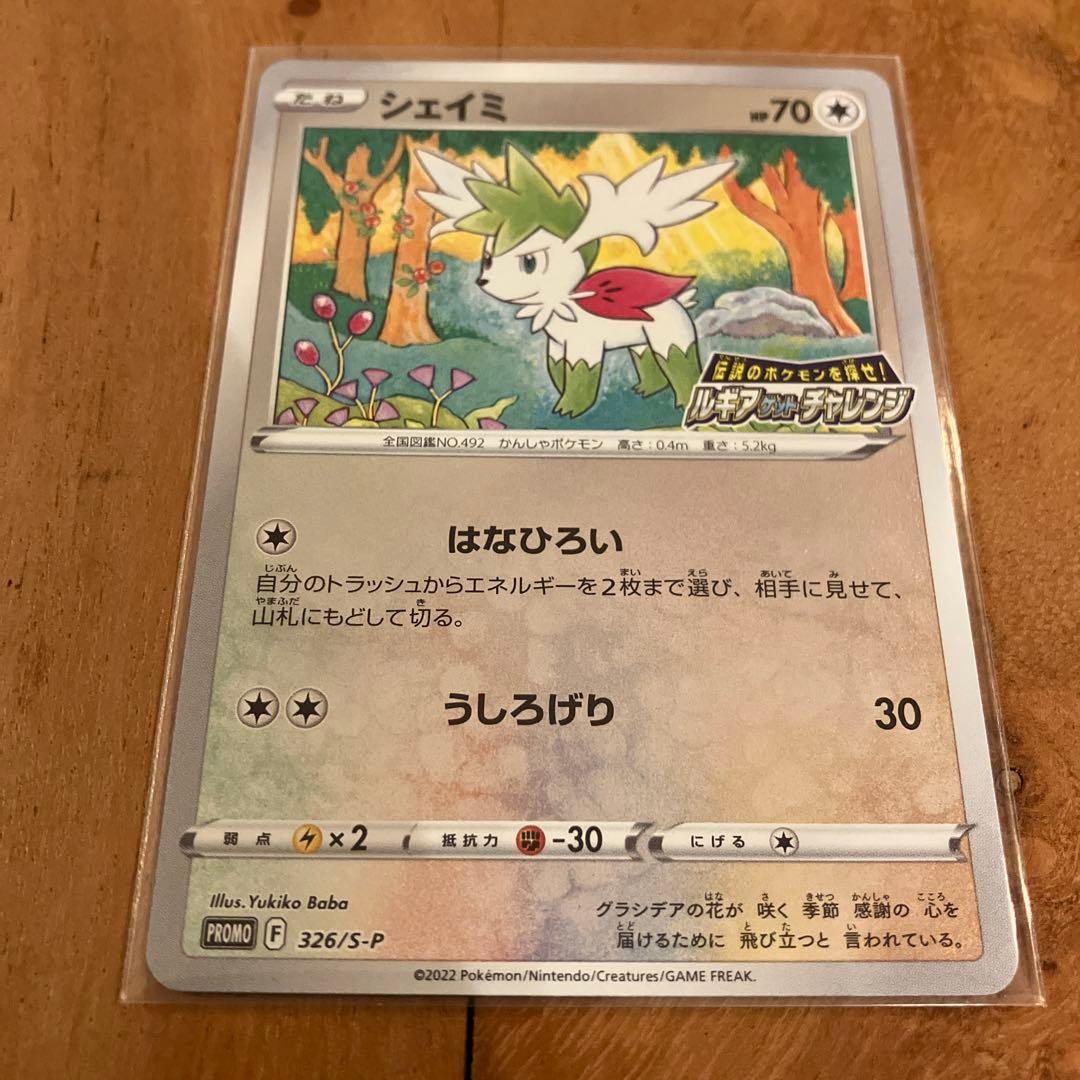 たね シェイミ HP70
伝説のポケモンを探せ!
ルギアゲットチャレンジ
全国図鑑NO.492 かんしゃポケモン 高さ:0.4m 重さ:5.2kg
はなひろい
自分のトラッシュからエネルギーを2枚まで選び、相手に見せて、
山札にもどして切る。
うしろげり 30
弱点 ×2 抵抗力 -30 にげる
Illus. Yukiko Baba
グラシデアの花が 咲く 季節 感謝の 心を
届けるために 飛び立つと 言われている。
PROMO F 326/S-P
©2022 Pokémon/Nintendo/Creatures/GAME FREAK.